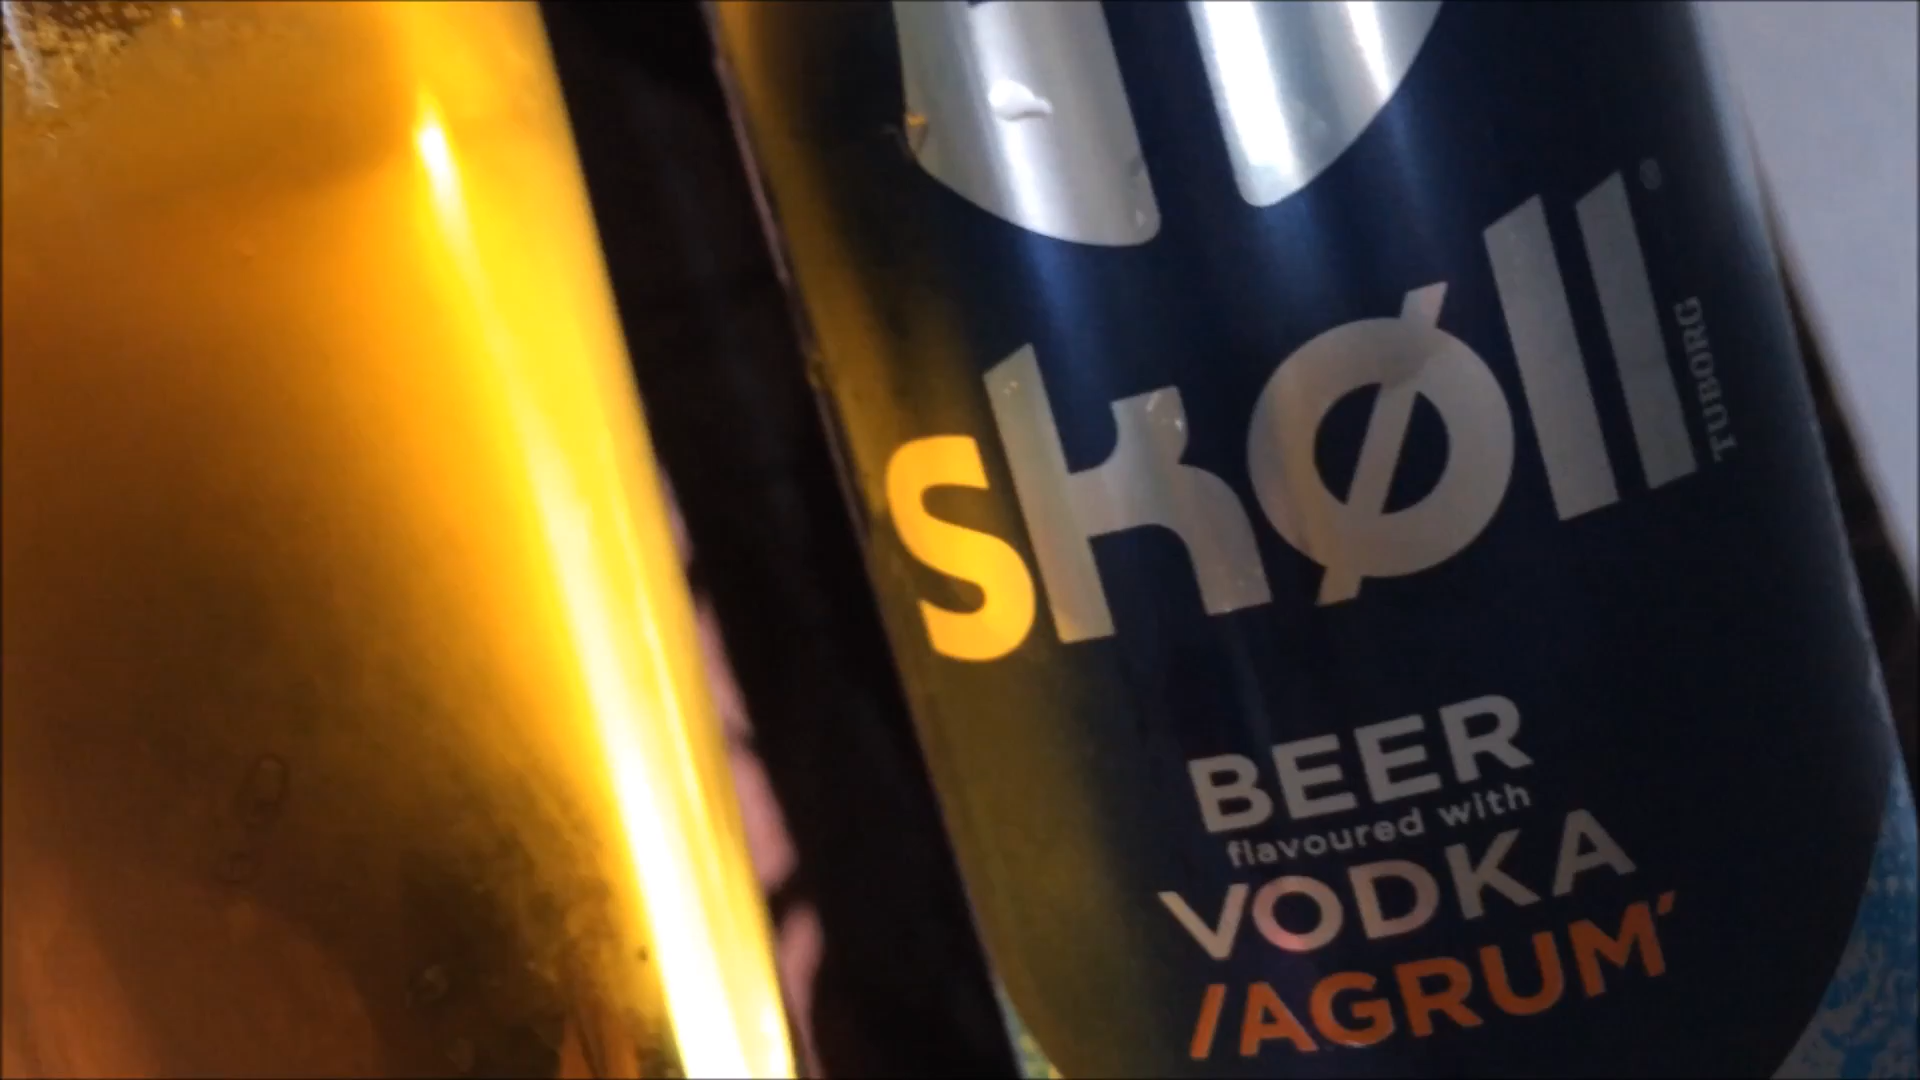 skøll®
TUBORG
BEER
flavoured with
VODKA
/AGRUM'